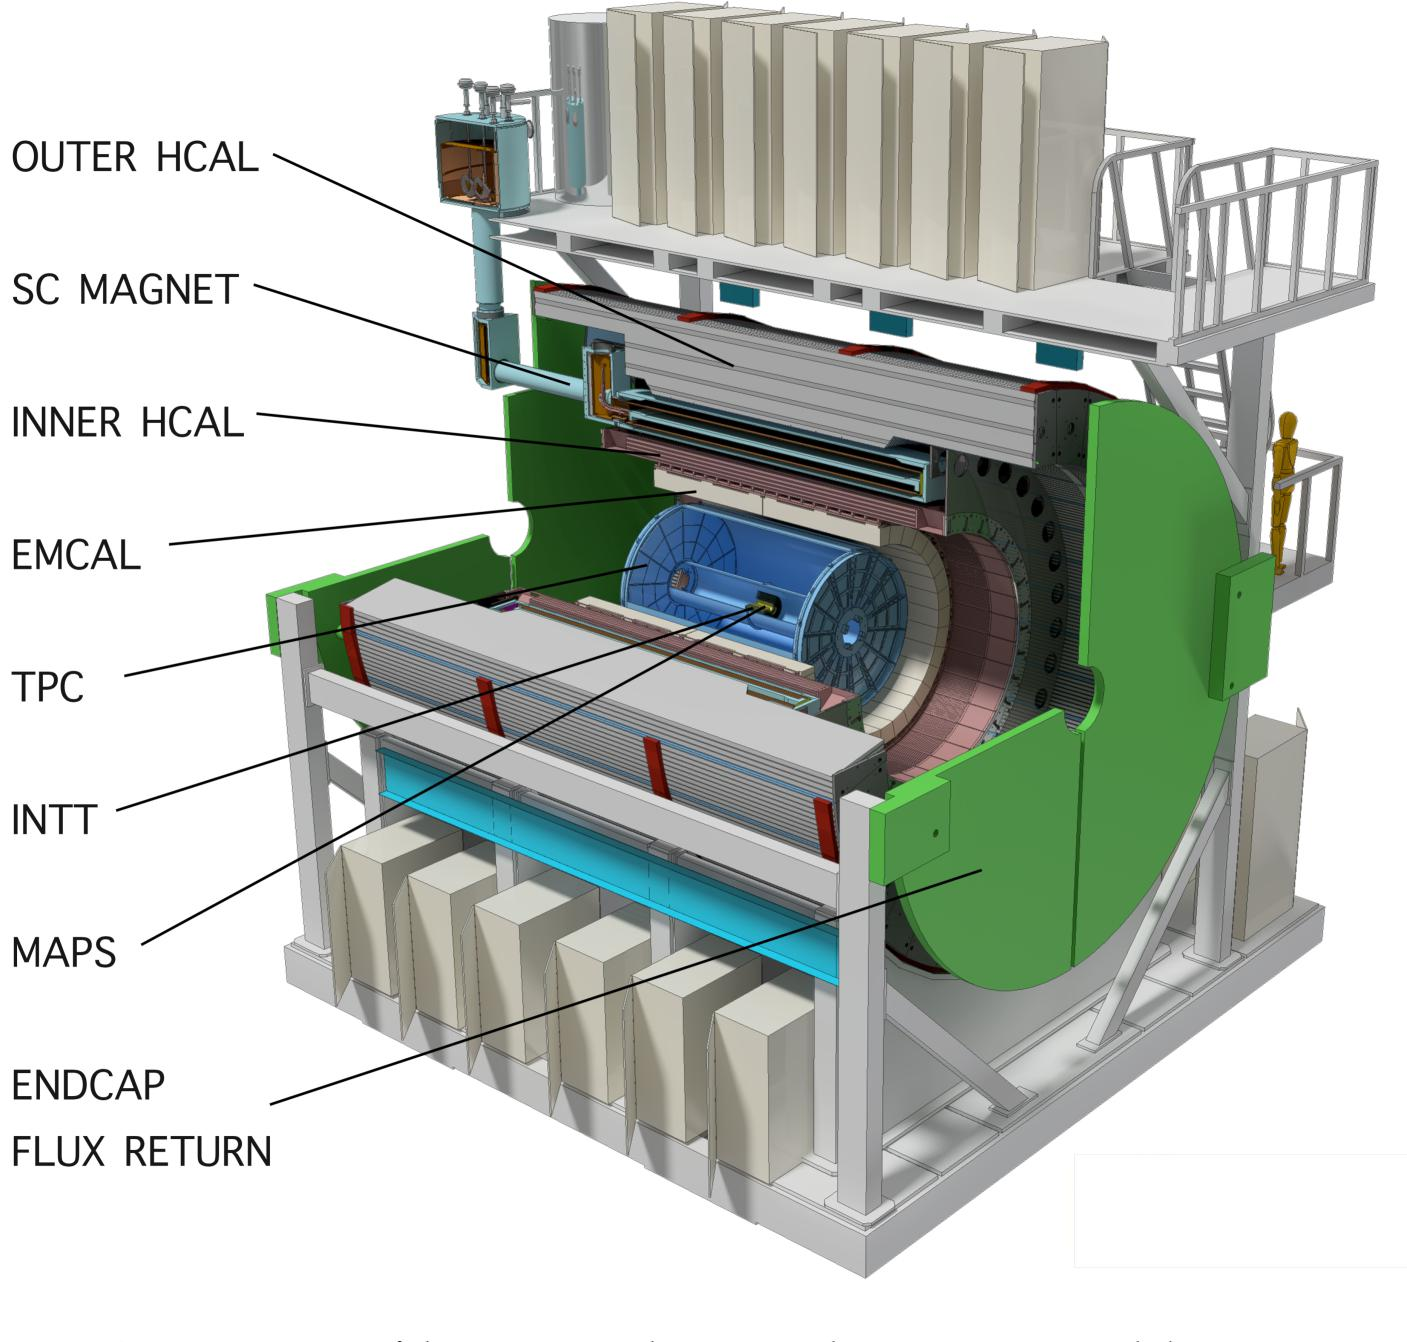 OUTER HCAL
SC MAGNET
INNER HCAL
EMCAL
TPC
INTT
MAPS
ENDCAP
FLUX RETURN